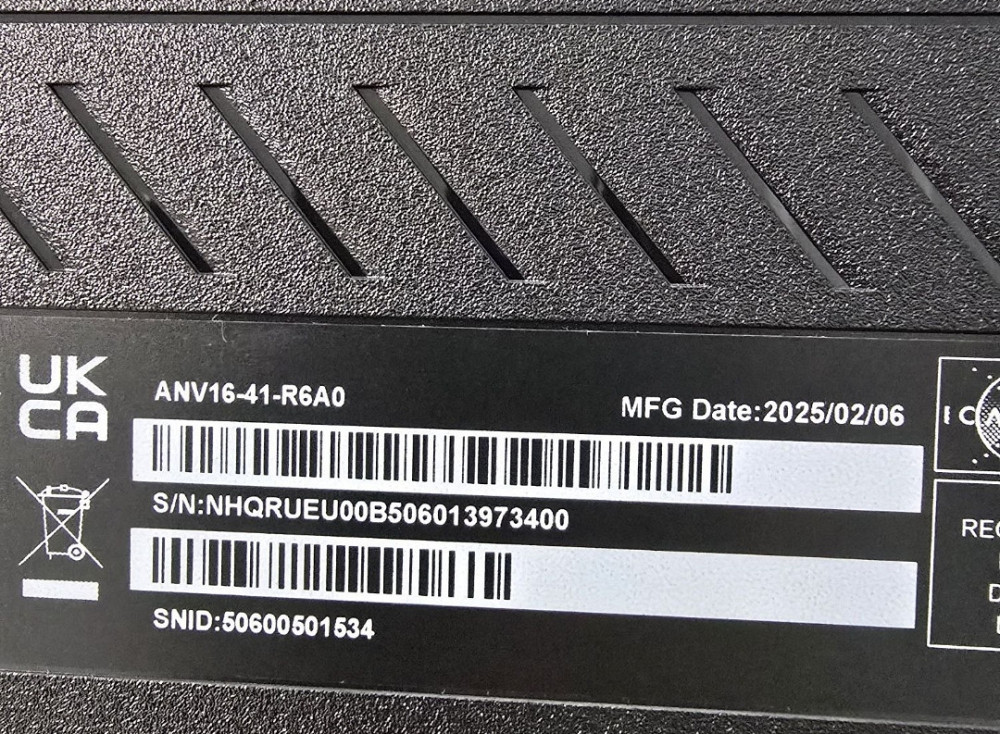 UK
CA
ANV16-41-R6A0
MFG Date:2025/02/06
S/N:NHQRUEU00B506013973400
SNID:50600501534